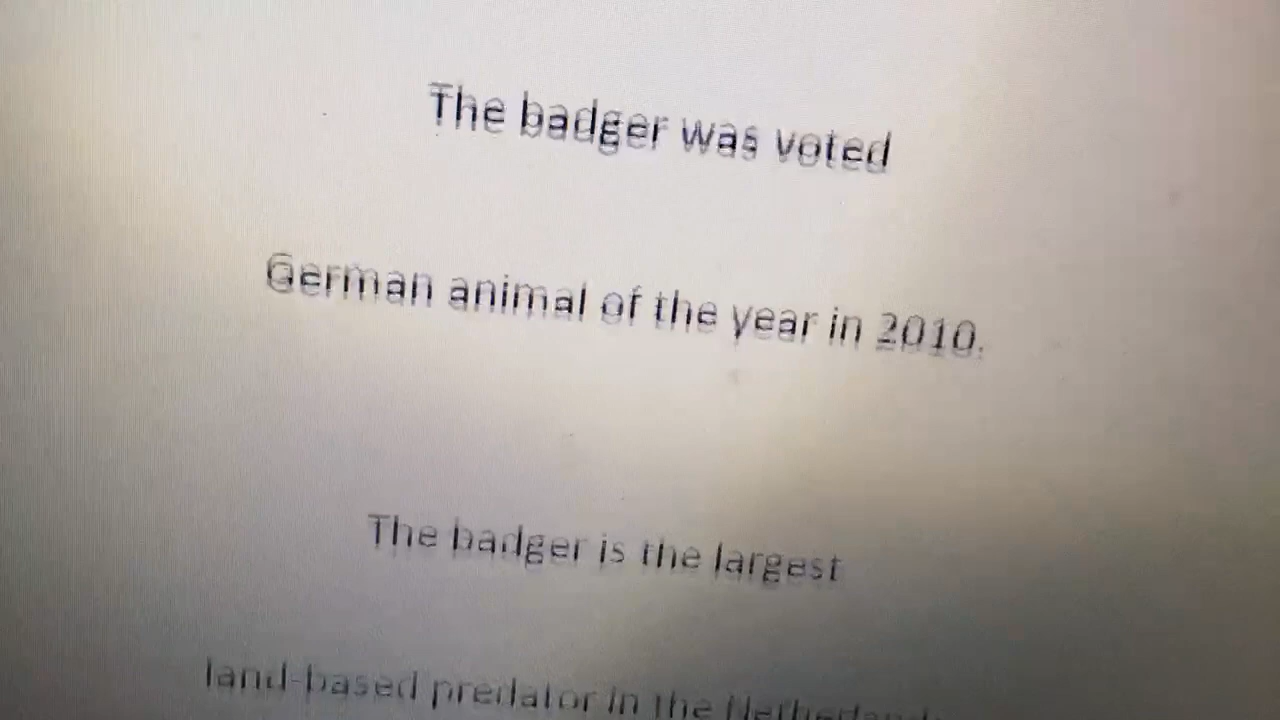 The badger was voted
German animal of the year in 2010.
The badger is the largest
land-based predator in the